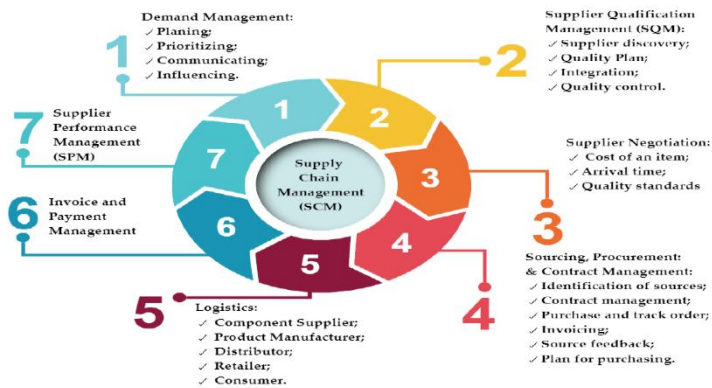 1
Demand Management:
✓ Planing;
✓ Prioritizing;
✓ Communicating;
✓ Influencing.
2
Supplier Qualification
Management (SQM):
✓ Supplier discovery;
✓ Quality Plan;
✓ Integration;
✓ Quality control.
7
Supplier
Performance
Management
(SPM)
1
2
3
4
5
6
7
Supply
Chain
Management
(SCM)
Supplier Negotiation:
✓ Cost of an item;
✓ Arrival time;
✓ Quality standards
3
6
Invoice and
Payment
Management
5
Logistics:
✓ Component Supplier;
✓ Product Manufacturer;
✓ Distributor;
✓ Retailer;
✓ Consumer.
4
Sourcing, Procurement
& Contract Management:
✓ Identification of sources;
✓ Contract management;
✓ Purchase and track order;
✓ Invoicing;
✓ Source feedback;
✓ Plan for purchasing.